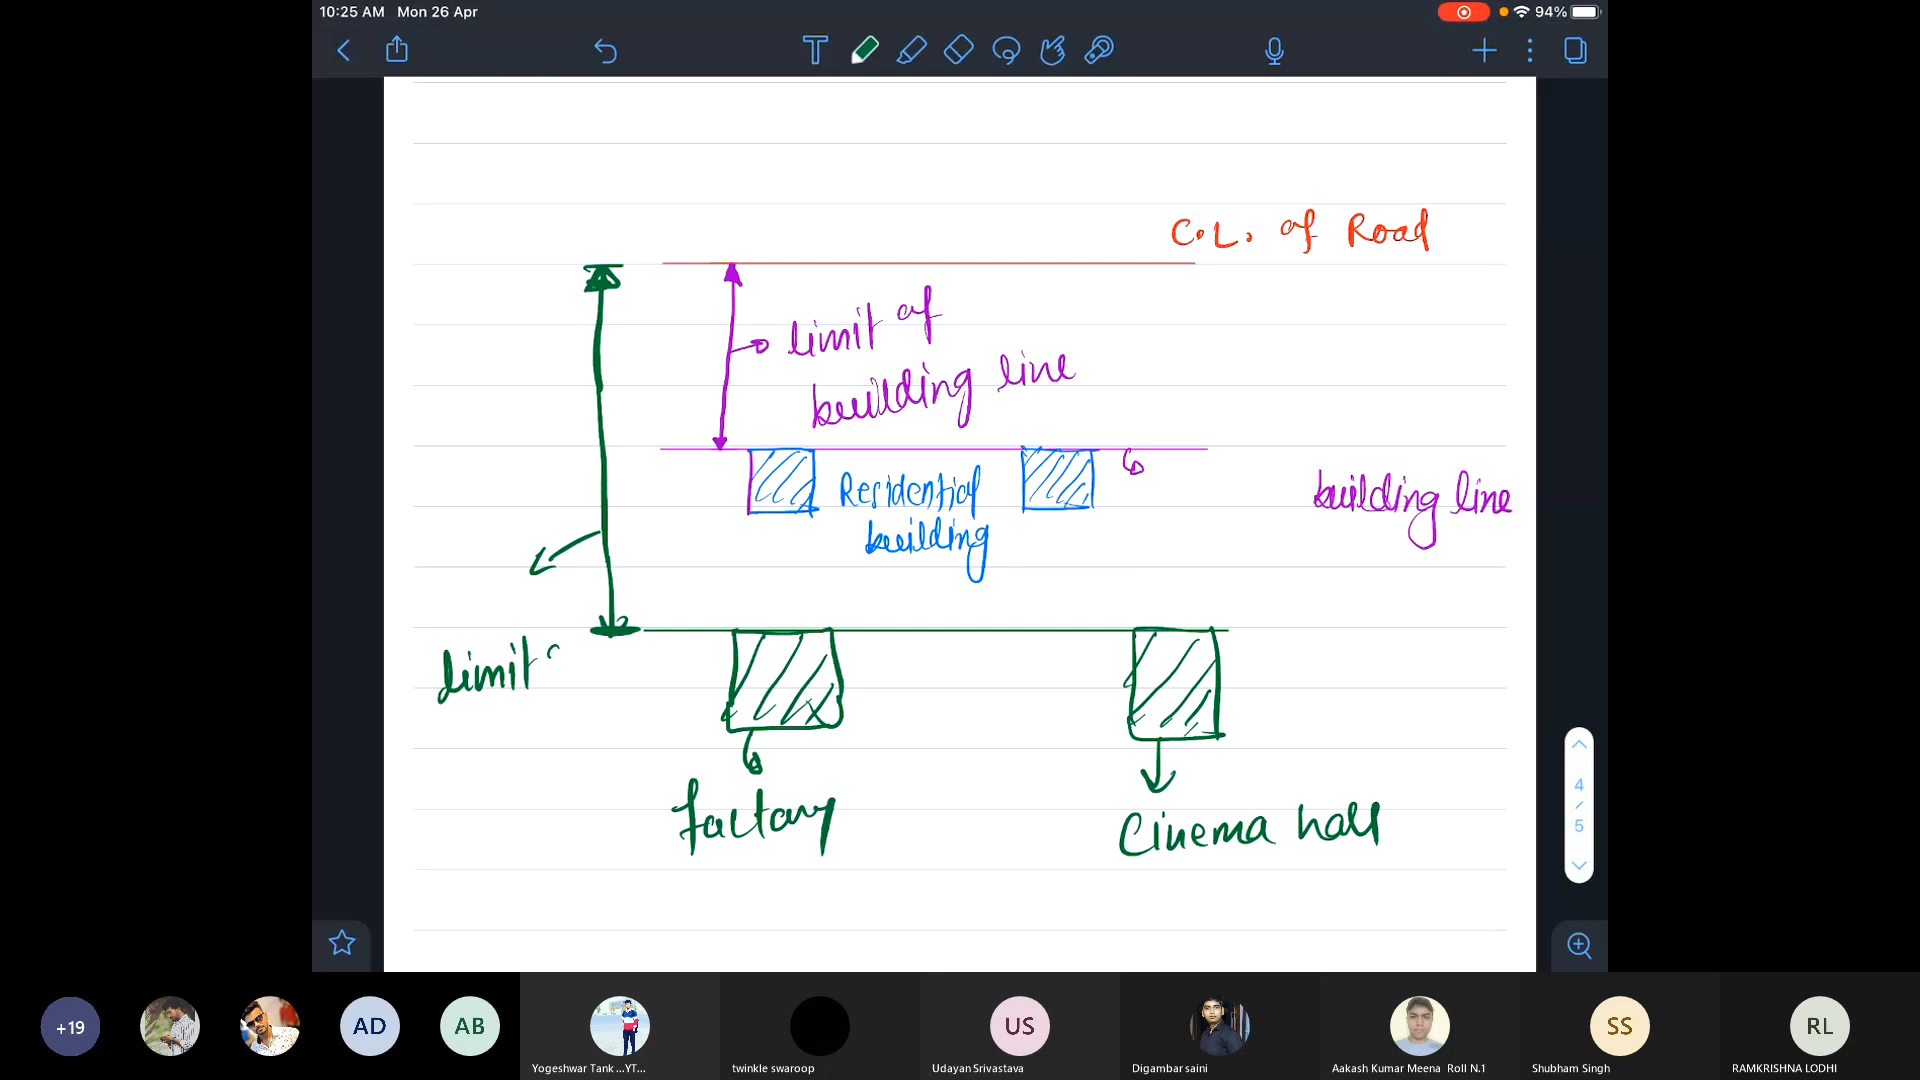 10:25 AM Mon 26 Apr
94%
C.L. of Road
limit of
building line
Residential
building
building line
limit
factory
Cinema hall
4
/
5
+19
AD
AB
US
SS
RL
Yogeshwar Tank ...YT...
twinkle swaroop
Udayan Srivastava
Digambar saini
Aakash Kumar Meena Roll N.1
Shubham Singh
RAMKRISHNA LODHI